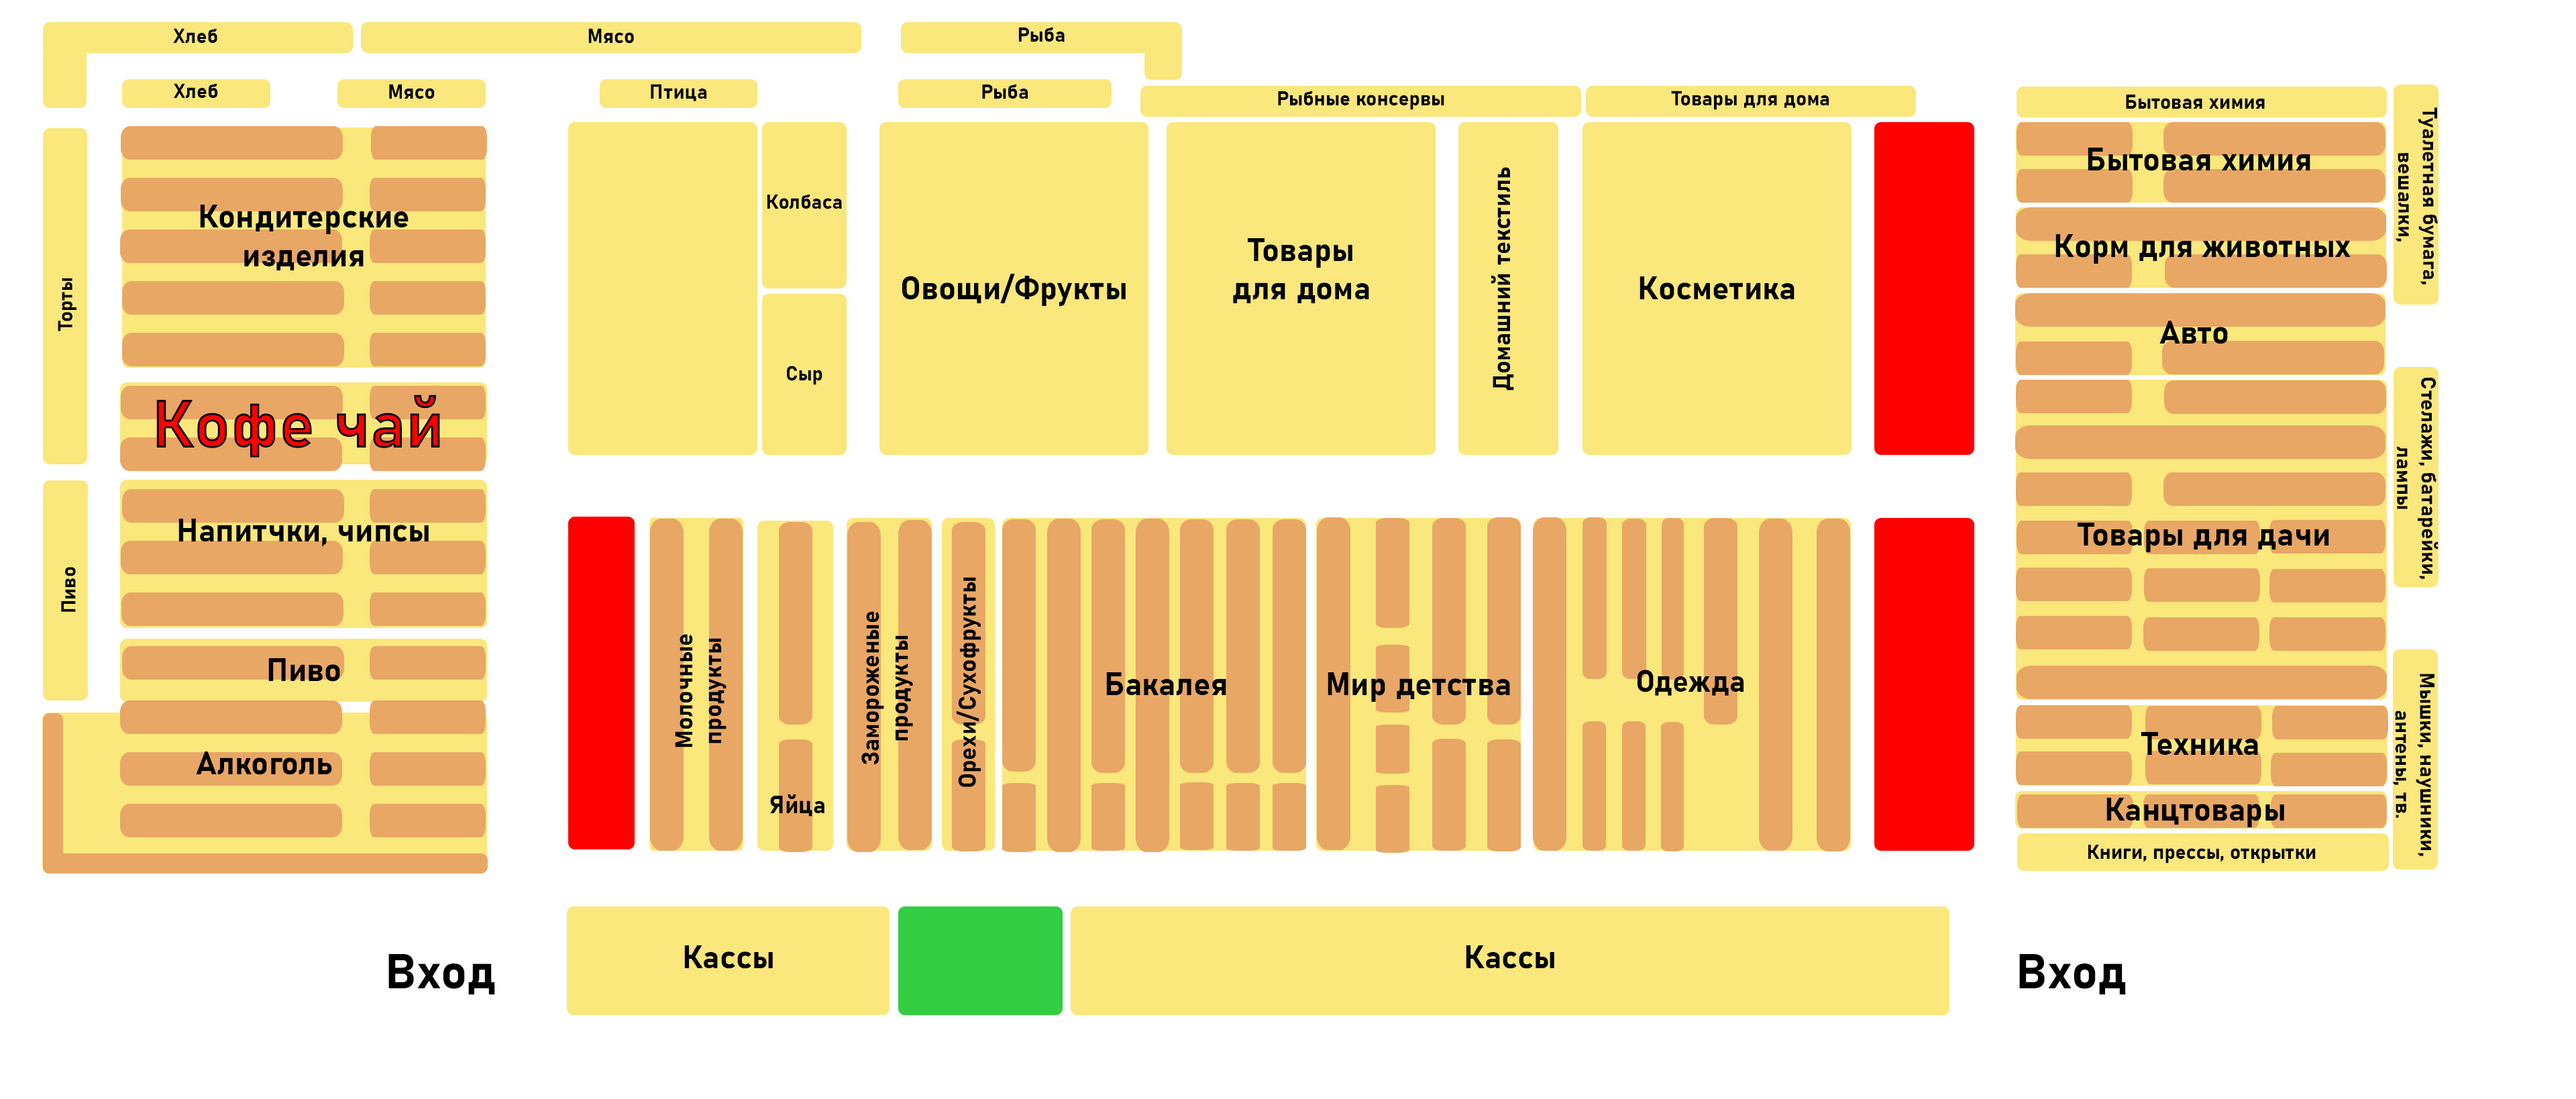 Хлеб
Мясо
Рыба
Хлеб
Мясо
Птица
Рыба
Рыбные консервы
Товары для дома
Бытовая химия
Туалетная бумага,
вешалки,
Торты
Кондитерские
изделия
Колбаса
Сыр
Овощи/Фрукты
Товары
для дома
Домашний текстиль
Косметика
Бытовая химия
Корм для животных
Авто
Кофе чай
Стелажи, батарейки,
лампы
Пиво
Напитчки, чипсы
Пиво
Алкоголь
Молочные
продукты
Яйца
Замороженые
продукты
Орехи/Сухофрукты
Бакалея
Мир детства
Одежда
Товары для дачи
Техника
Канцтовары
Книги, прессы, открытки
Мышки, наушники,
антены, тв.
Вход
Кассы
Кассы
Вход